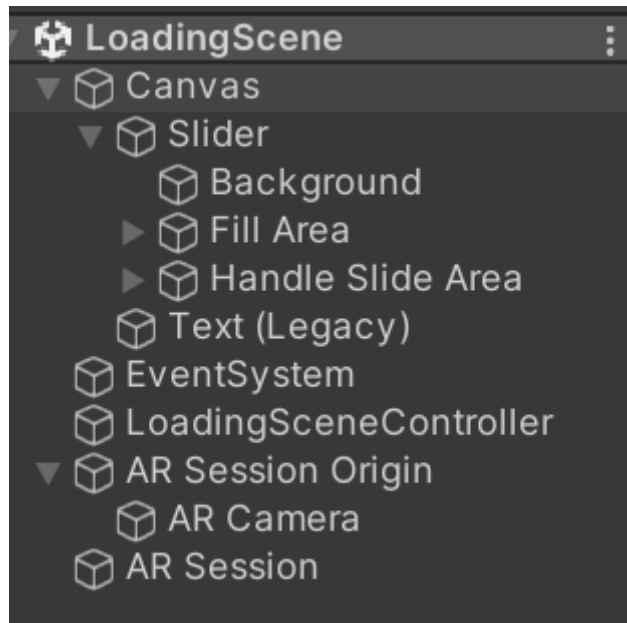 LoadingScene
Canvas
Slider
Background
Fill Area
Handle Slide Area
Text (Legacy)
EventSystem
LoadingSceneController
AR Session Origin
AR Camera
AR Session